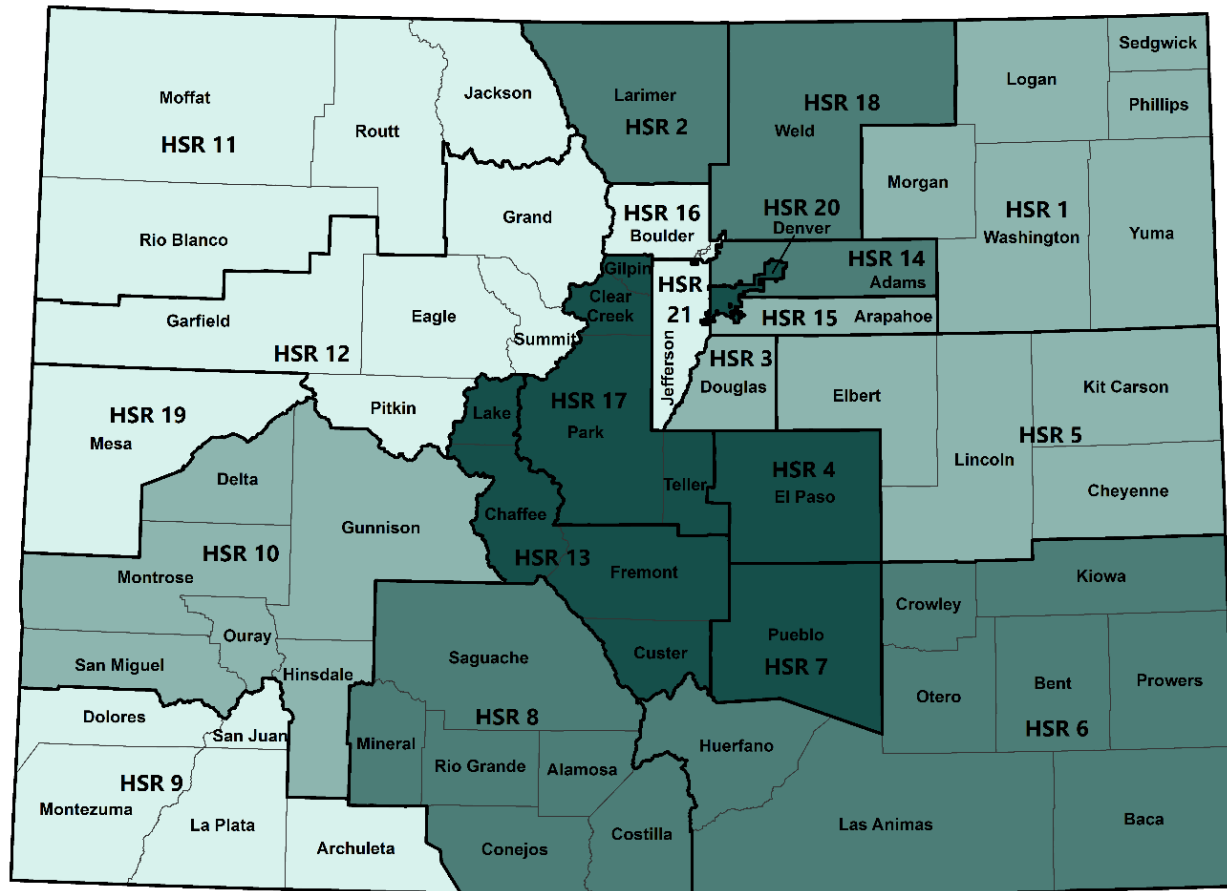 Sedgwick
Moffat
Jackson
Logan
Larimer
HSR 18
HSR 2
Phillips
HSR 11
Routt
Weld
Morgan
Grand
HSR 16
HSR 20
HSR 1
Boulder
Denver
Washington
Yuma
Rio Blanco
Gilpin
HSR 14
Adams
HSR
21
Clear
Creek
Garfield
Eagle
HSR 15
Arapahoe
Summit
HSR 12
Jefferson
HSR 3
Douglas
Kit Carson
Elbert
Pitkin
Lake
HSR 17
Park
HSR 19
Mesa
HSR 5
Lincoln
HSR 4
El Paso
Delta
Teller
Cheyenne
Gunnison
Chaffee
HSR 10
HSR 13
Montrose
Fremont
Kiowa
Crowley
Ouray
Pueblo
HSR 7
San Miguel
Saguache
Custer
Hinsdale
Otero
Bent
Prowers
HSR 6
Dolores
HSR 8
San Juan
Mineral
Huerfano
Rio Grande
Alamosa
HSR 9
Montezuma
La Plata
Costilla
Las Animas
Baca
Archuleta
Conejos